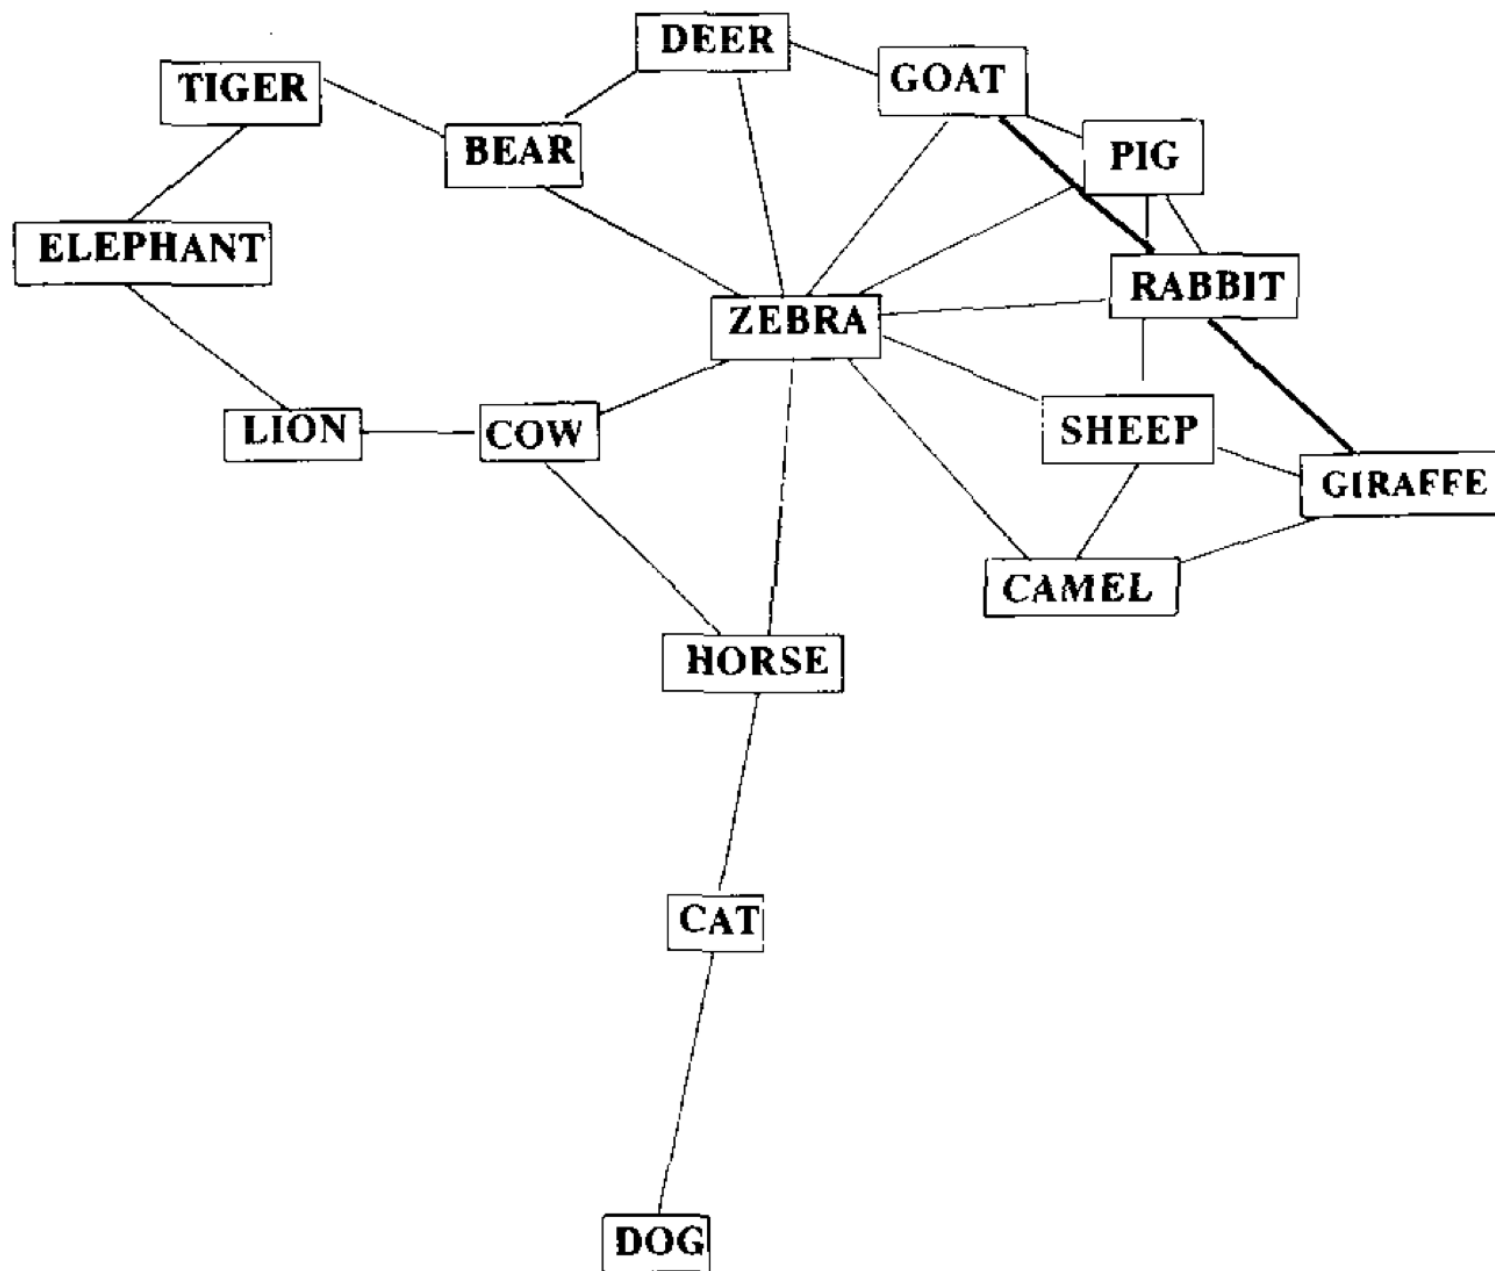 DEER
GOAT
TIGER
BEAR
PIG
ELEPHANT
RABBIT
ZEBRA
LION
COW
SHEEP
GIRAFFE
CAMEL
HORSE
CAT
DOG